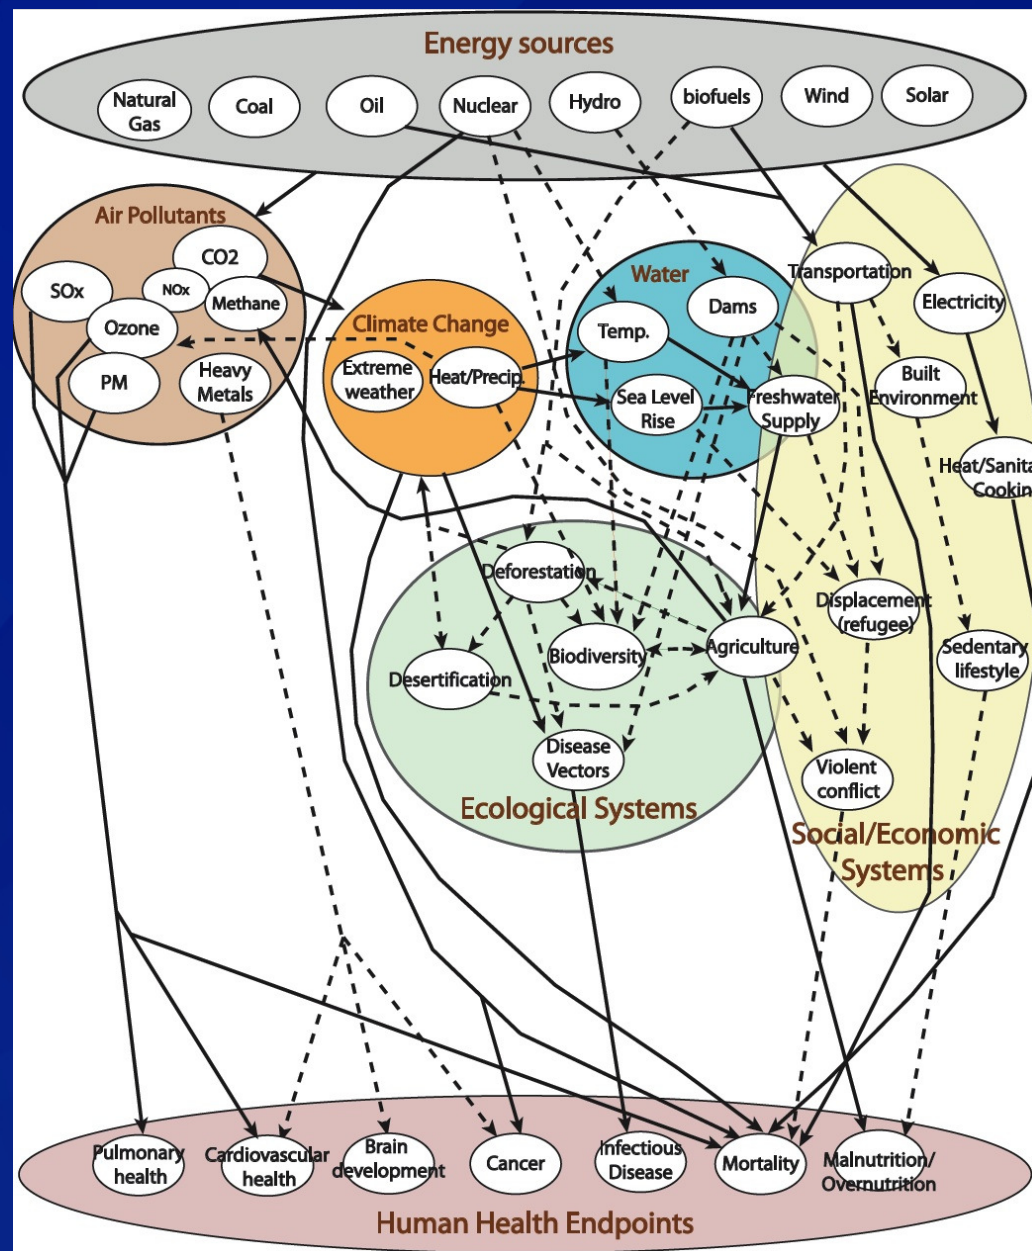 Energy sources
Natural
Gas
Coal
Oil
Nuclear
Hydro
biofuels
Wind
Solar
Air Pollutants
CO2
SOx
NOx
Methane
Ozone
PM
Heavy
Metals
Climate Change
Extreme
weather
Heat/Precip.
Water
Temp.
Dams
Sea Level
Rise
Freshwater
Supply
Transportation
Electricity
Built
Environment
Heat/Sanita
Cooking
Displacement
(refugee)
Sedentary
lifestyle
Violent
conflict
Social/Economic
Systems
Deforestation
Biodiversity
Agriculture
Desertification
Disease
Vectors
Ecological Systems
Pulmonary
health
Cardiovascular
health
Brain
development
Cancer
Infectious
Disease
Mortality
Malnutrition/
Overnutrition
Human Health Endpoints